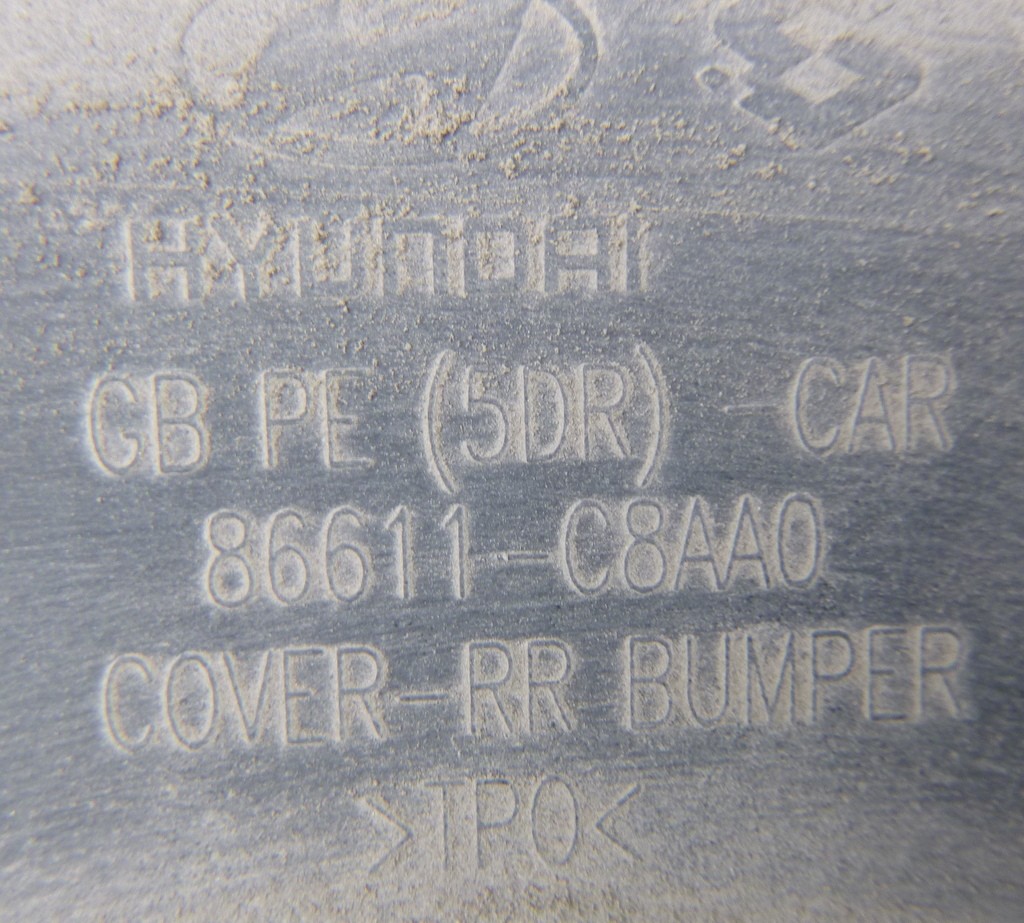 HYUNDAI
GB PE (5DR) - CAR
86611-C8AA0
COVER-RR BUMPER
>TPO<